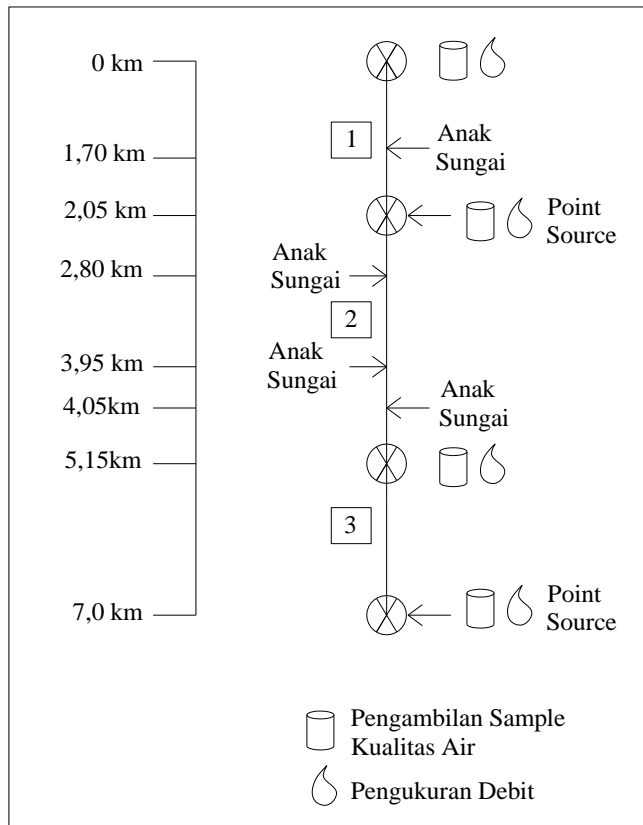 0 km
1
Anak
Sungai
1,70 km
2,05 km
Point
Source
Anak
Sungai
2,80 km
2
Anak
Sungai
3,95 km
Anak
Sungai
4,05km
5,15km
3
7,0 km
Point
Source
Pengambilan Sample
Kualitas Air
Pengukuran Debit